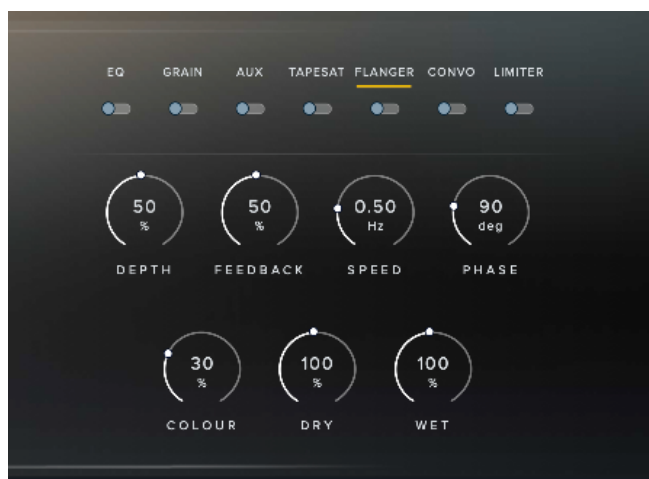 EQ GRAIN AUX TAPESAT FLANGER CONVO LIMITER
50 50 0.50 90
% % Hz deg
DEPTH FEEDBACK SPEED PHASE
30 100 100
% % %
COLOUR DRY WET